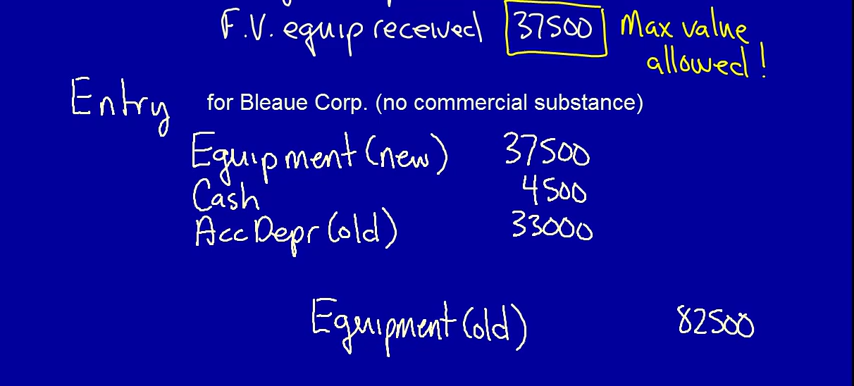 F.V. equip received 37500 Max value
allowed!
Entry for Bleaue Corp. (no commercial substance)
Equipment (new) 37500
Cash 4500
Acc Depr (old) 33000
Equipment (old) 82500